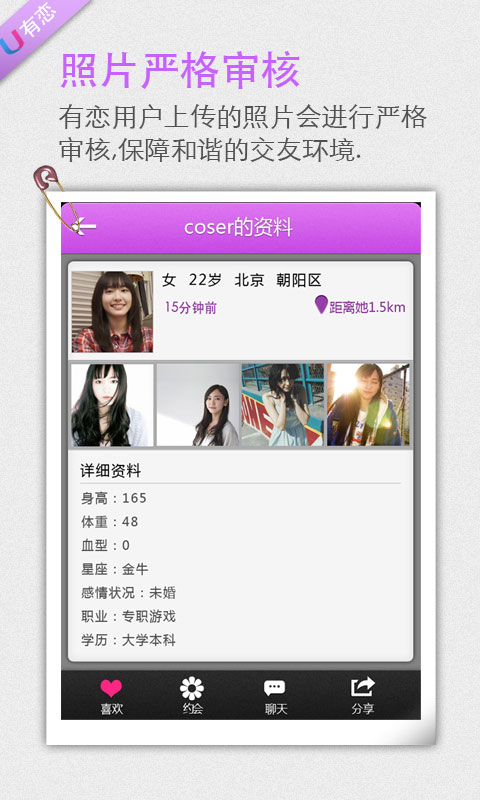 U有恋
照片严格审核
有恋用户上传的照片会进行严格
审核,保障和谐的交友环境.
coser的资料
女 22岁 北京 朝阳区
15分钟前 距离她1.5km
详细资料
身高：165
体重：48
血型：O
星座：金牛
感情状况：未婚
职业：专职游戏
学历：大学本科
喜欢 约会 聊天 分享